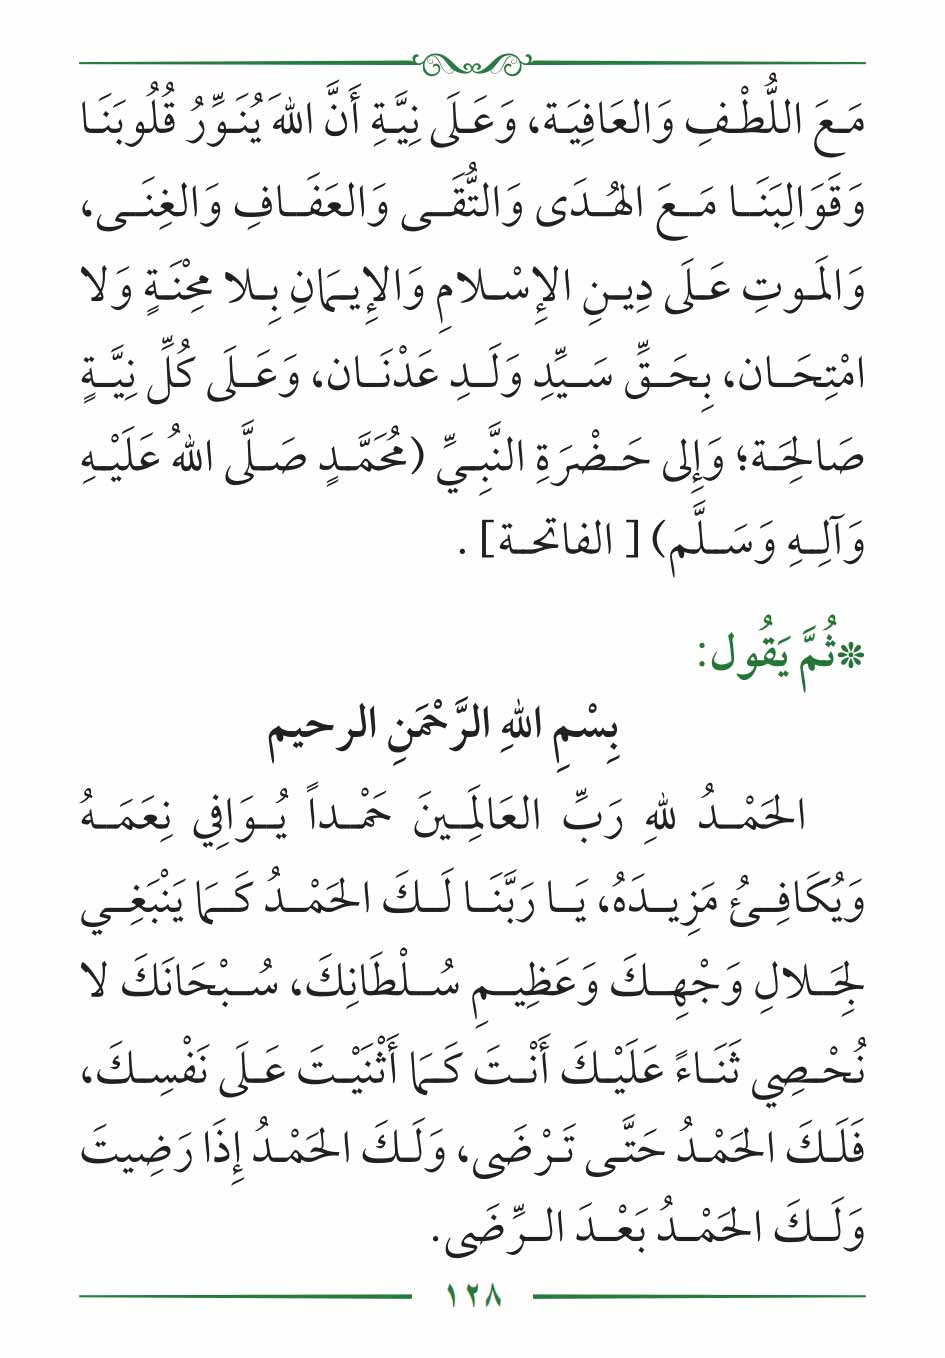 مَعَ اللُّطْفِ وَالعَافِيَة، وَعَلَى نِيَّةِ أَنَّ اللهَ يُنَوِّرُ قُلُوبَنَا
وَقَوَالِبَنَا مَعَ الهُدَى وَالتُّقَى وَالعَفَافِ وَالغِنَى،
وَالمَوتِ عَلَى دِينِ الإِسْلامِ وَالإِيمَانِ بِلا مِحْنَةٍ وَلا
امْتِحَان، بِحَقِّ سَيِّدِ وَلَدِ عَدْنَان، وَعَلَى كُلِّ نِيَّةٍ
صَالِحَة؛ وَإِلى حَضْرَةِ النَّبِيِّ (مُحَمَّدٍ صَلَّى اللهُ عَلَيْهِ
وَآلِهِ وَسَلَّم) [ الفاتحة] .
❊ثُمَّ يَقُول:
بِسْمِ اللهِ الرَّحْمَنِ الرحيم
الحَمْدُ للهِ رَبِّ العَالَمِينَ حَمْداً يُوَافِي نِعَمَهُ
وَيُكَافِئُ مَزِيدَهُ، يَا رَبَّنَا لَكَ الحَمْدُ كَمَا يَنْبَغِي
لِجَلالِ وَجْهِكَ وَعَظِيمِ سُلْطَانِكَ، سُبْحَانَكَ لا
نُحْصِي ثَنَاءً عَلَيْكَ أَنْتَ كَمَا أَثْنَيْتَ عَلَى نَفْسِكَ،
فَلَكَ الحَمْدُ حَتَّى تَرْضَى، وَلَكَ الحَمْدُ إِذَا رَضِيتَ
وَلَكَ الحَمْدُ بَعْدَ الرِّضَى.
١٢٨